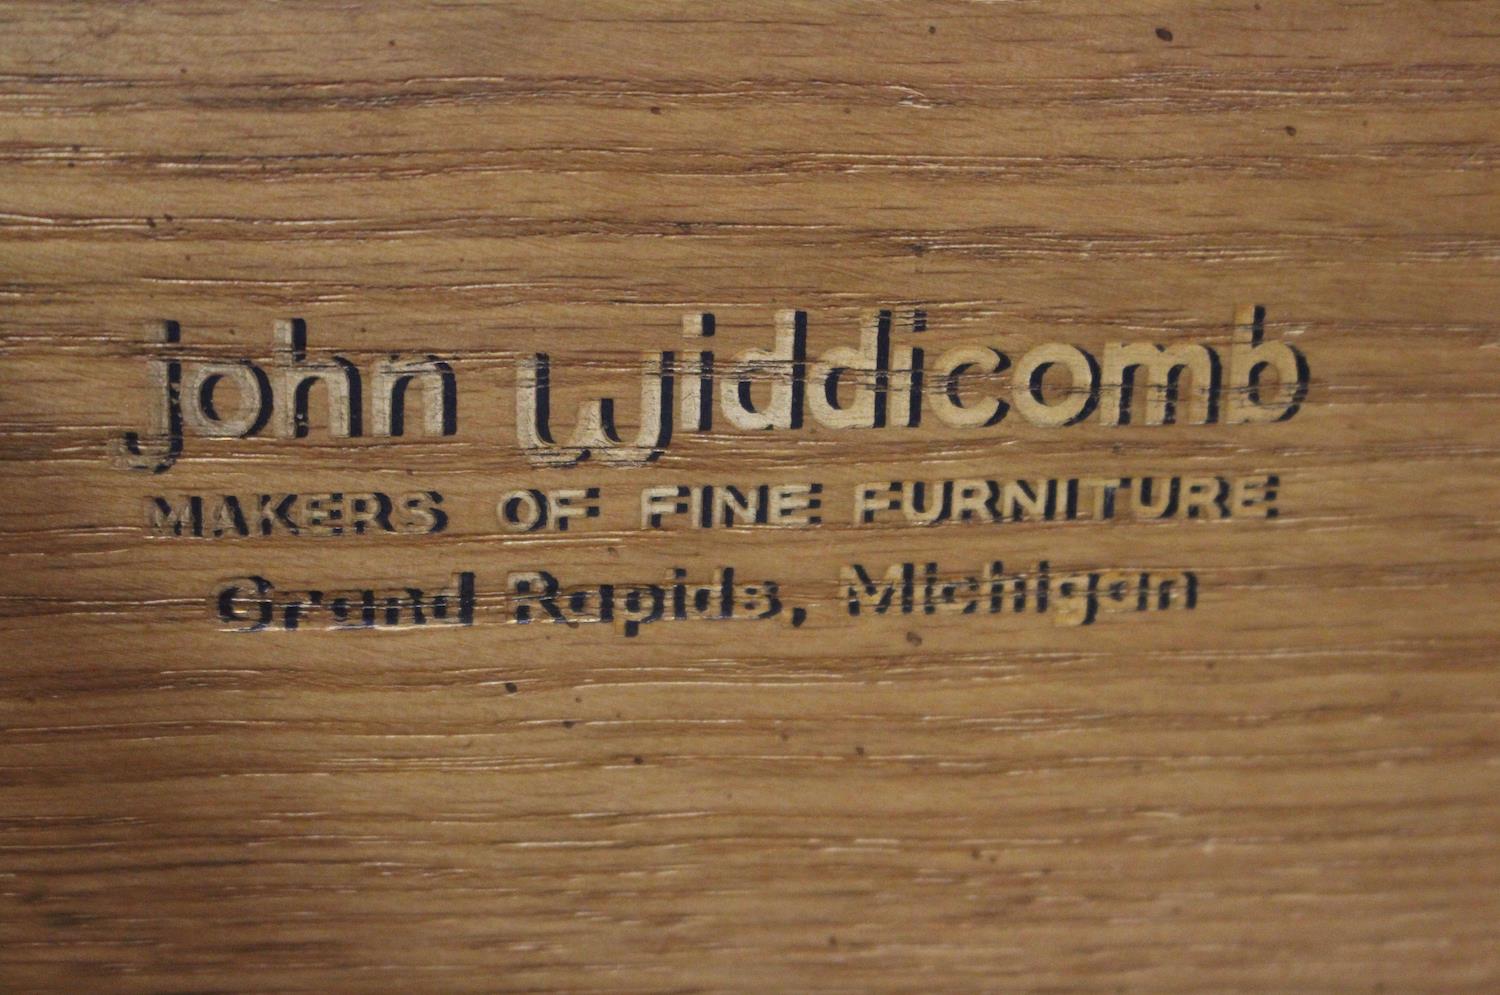 john Widdicomb
MAKERS OF FINE FURNITURE
Grand Rapids, Michigan